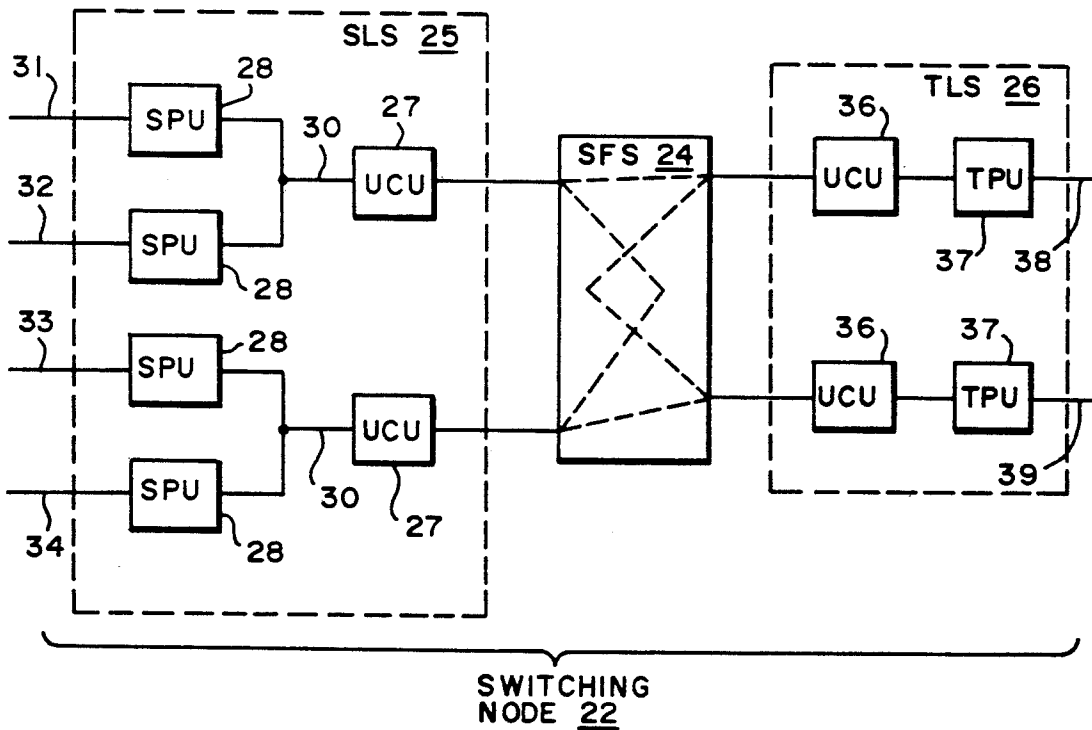 SLS 25
31
28
SPU
30
27
UCU
32
SPU
28
33
28
SPU
30
UCU
27
34
SPU
28
SFS 24
TLS 26
36
UCU
TPU
37
38
36
37
UCU
TPU
39
SWITCHING
NODE 22